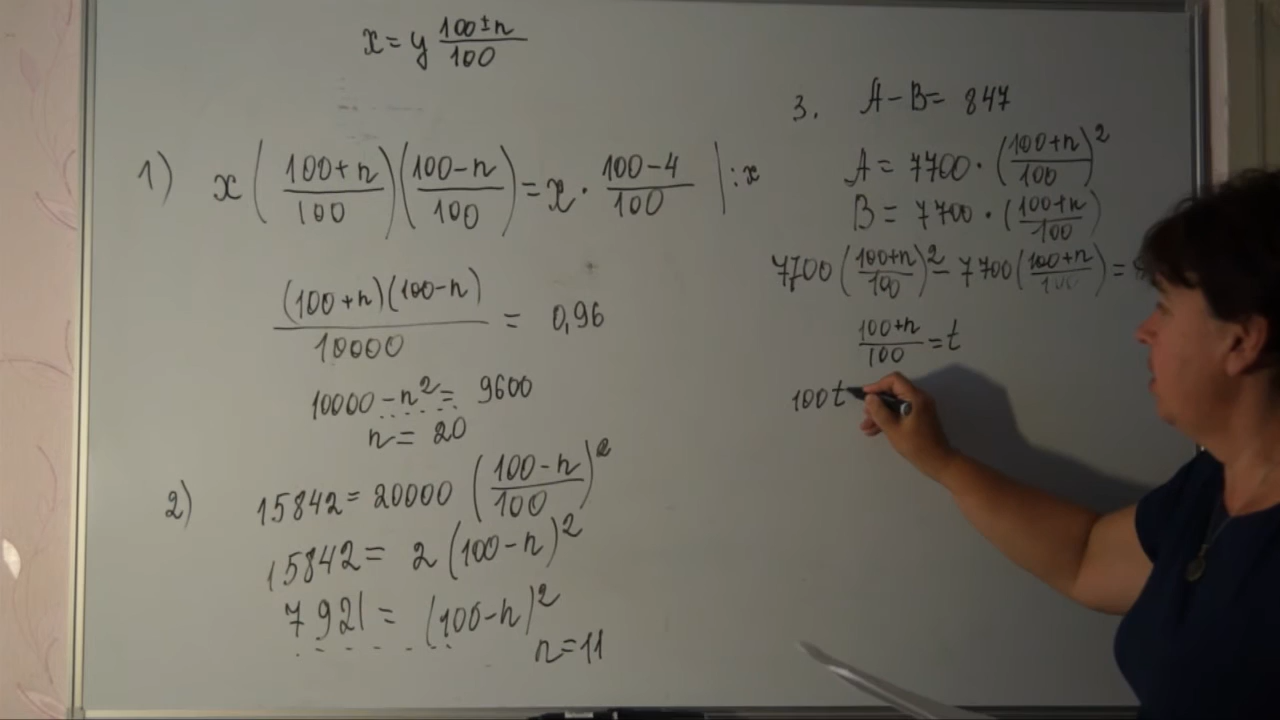 x = y (100±n)/100
1) x ((100+n)/100)((100-n)/100) = x · (100-4)/100 | : x
(100+n)(100-n)/10000 = 0,96
10000 - n² = 9600
n = 20
2) 15842 = 20000 ((100-n)/100)²
15842 = 2 (100-n)²
7921 = (100-n)²
n = 11
3. A - B = 847
A = 7700 · ((100+n)/100)²
B = 7700 · ((100+n)/100)
7700 ((100+n)/100)² - 7700 ((100+n)/100) =
(100+n)/100 = t
100t